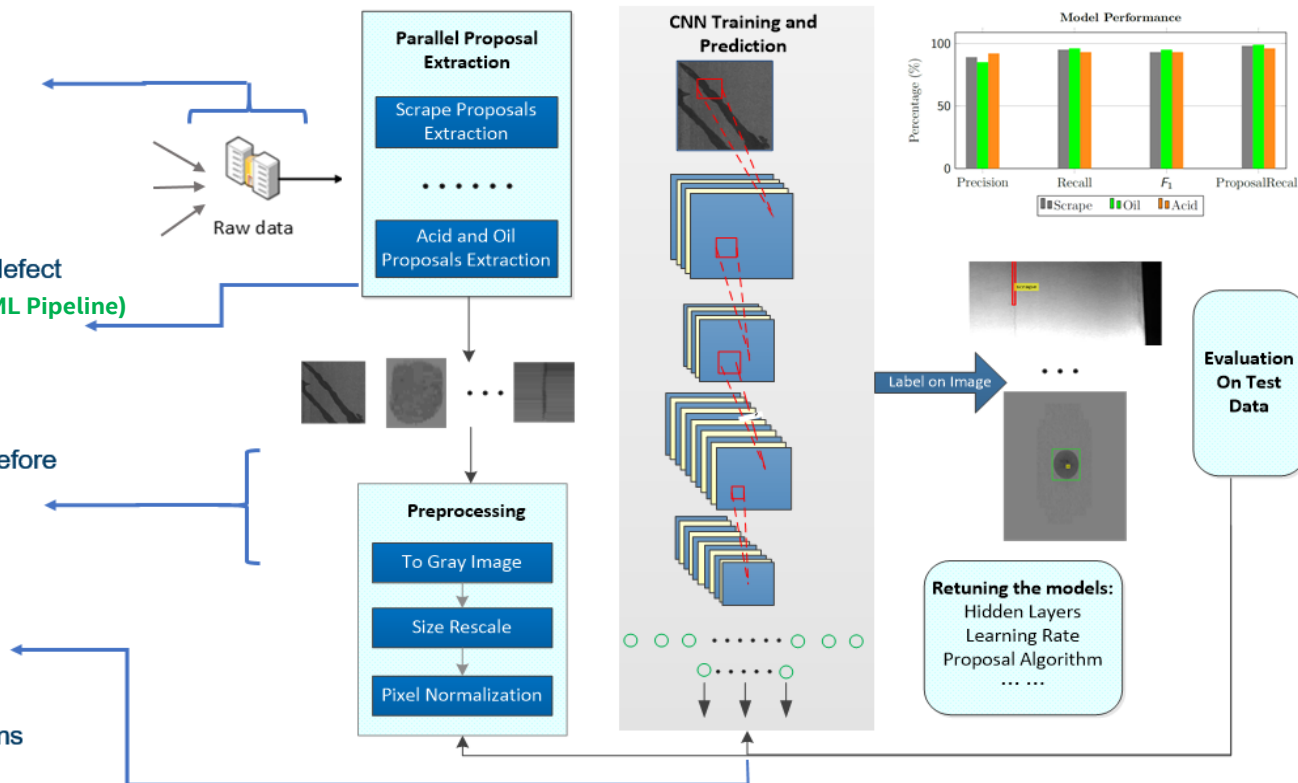 Parallel Proposal
Extraction
Scrape Proposals
Extraction
Acid and Oil
Proposals Extraction
Raw data
defect
ML Pipeline)
efore
ns
Preprocessing
To Gray Image
Size Rescale
Pixel Normalization
CNN Training and
Prediction
Label on Image
Model Performance
Percentage (%)
100
50
0
Precision
Recall
F1
ProposalRecal
Scrape
Oil
Acid
Evaluation
On Test
Data
Retuning the models:
Hidden Layers
Learning Rate
Proposal Algorithm
... ...